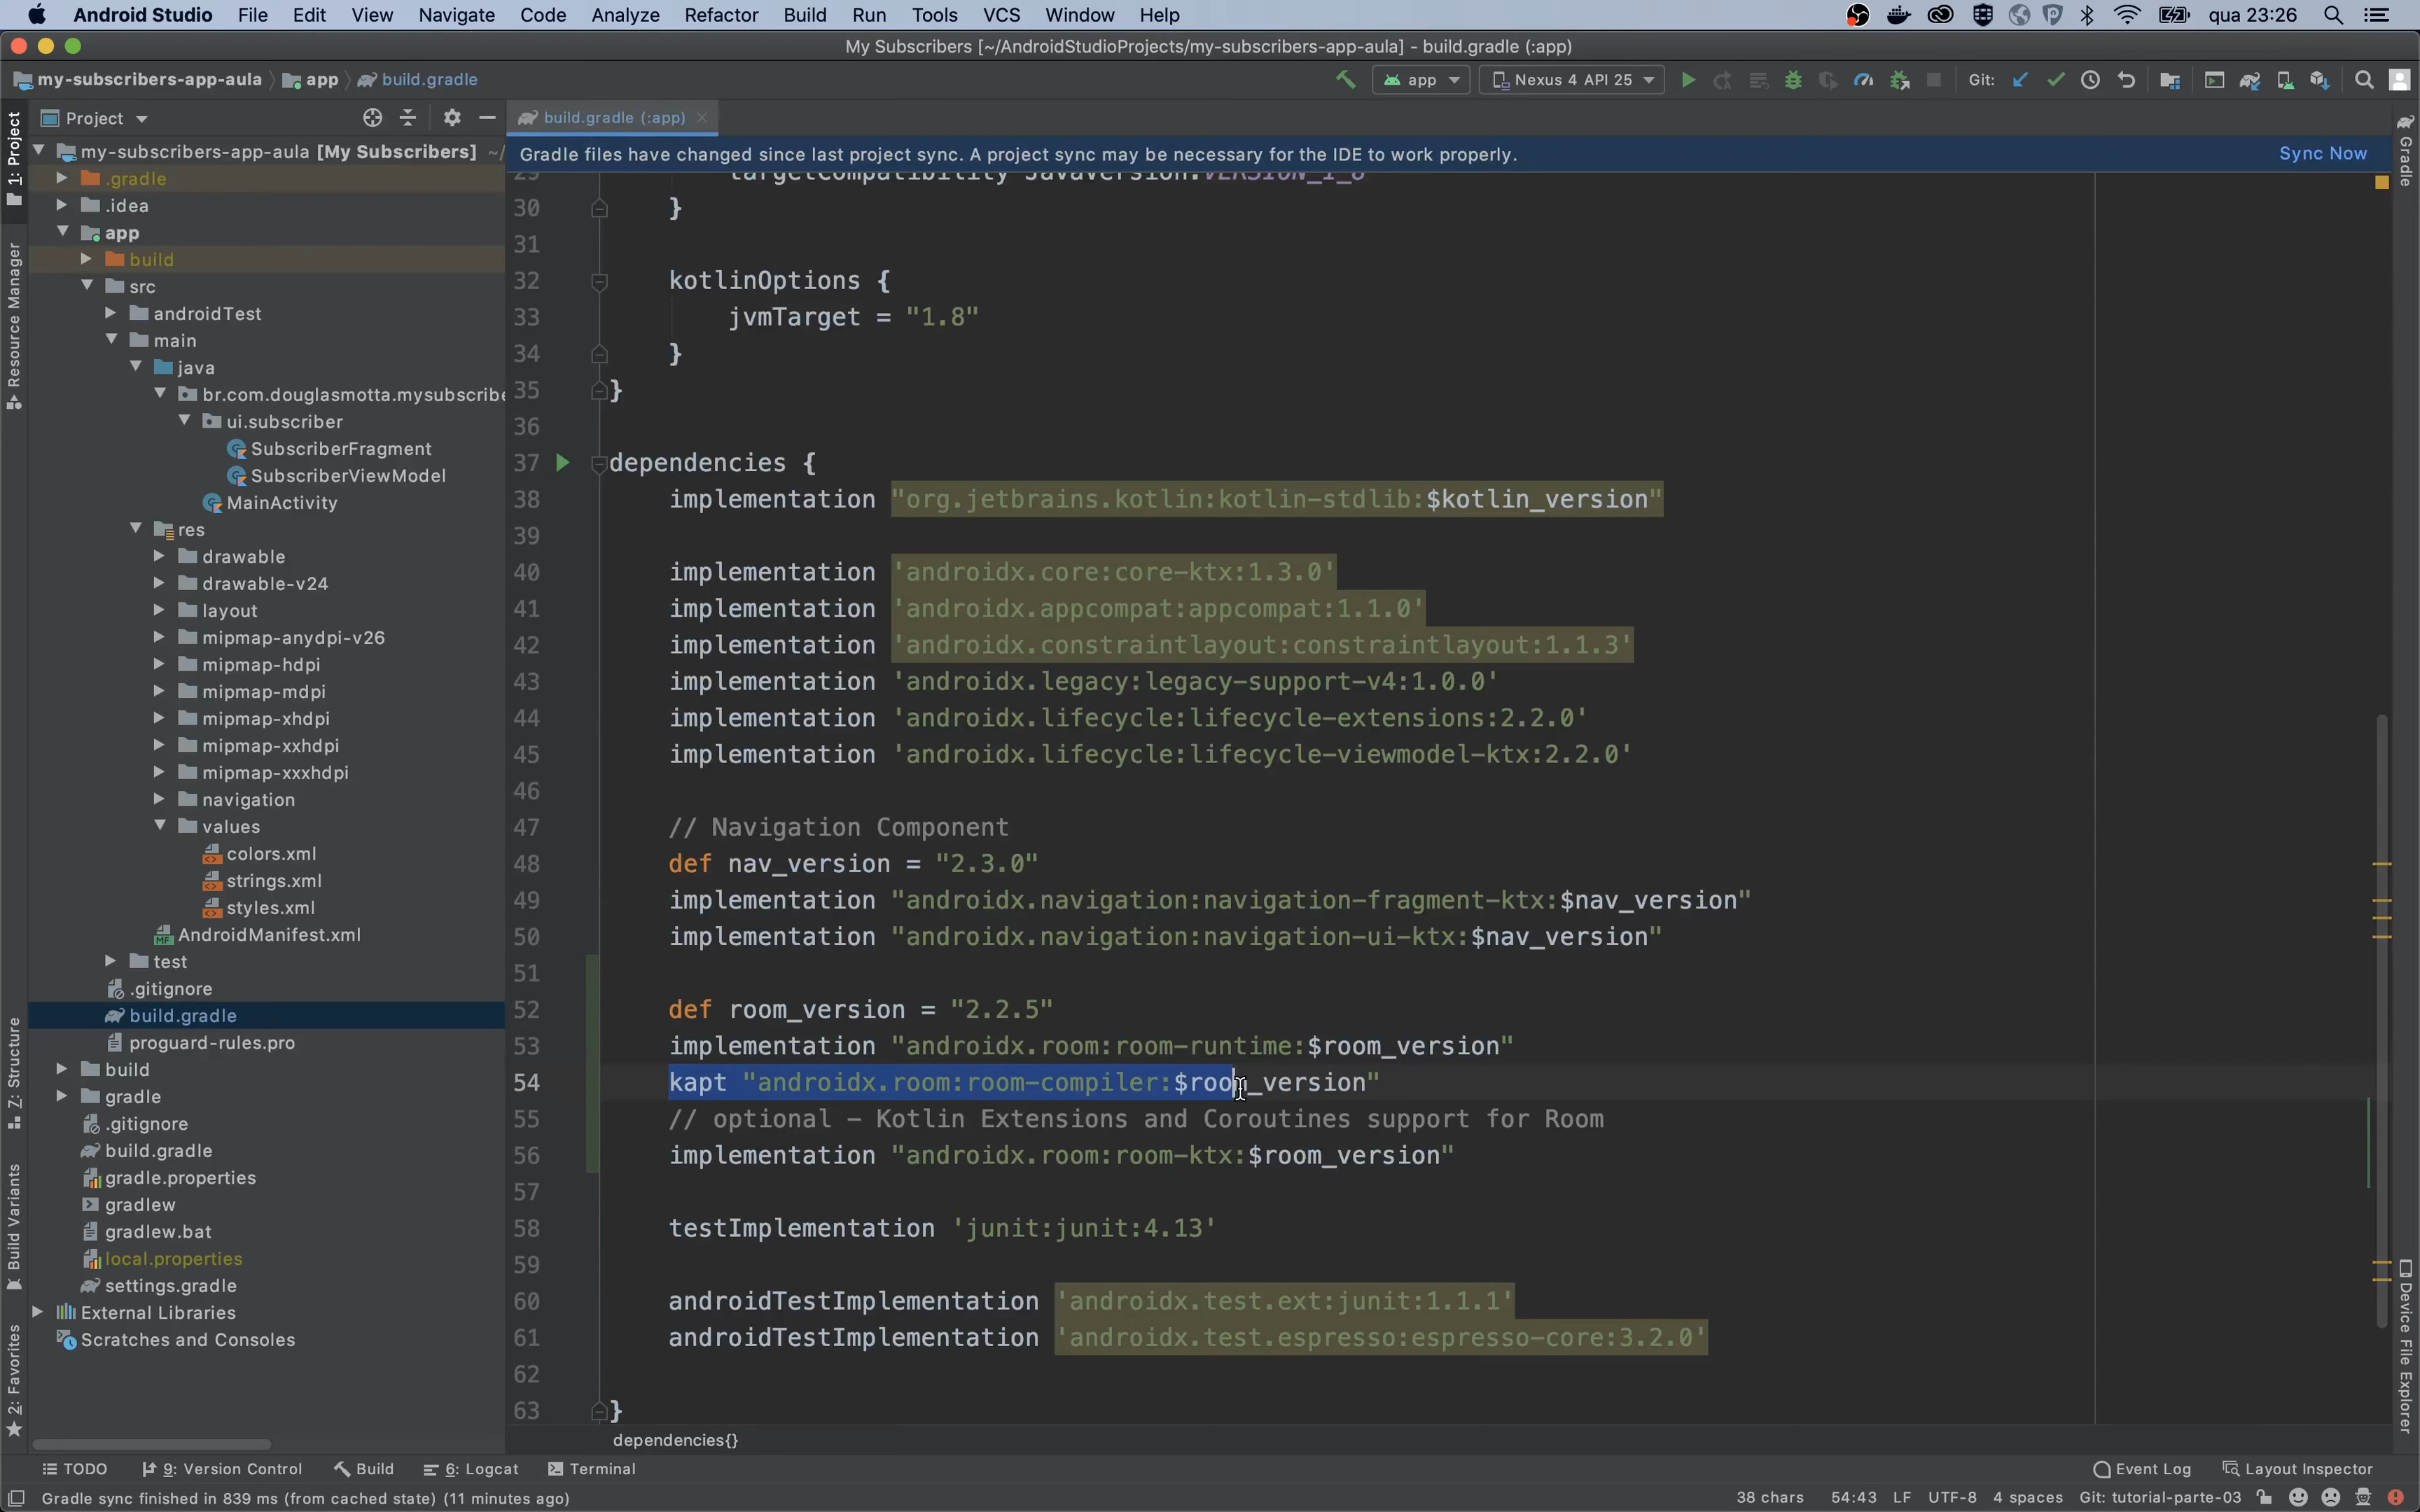 Android Studio File Edit View Navigate Code Analyze Refactor Build Run Tools VCS Window Help qua 23:26
My Subscribers [~/AndroidStudioProjects/my-subscribers-app-aula] - build.gradle (:app)
my-subscribers-app-aula app build.gradle app Nexus 4 API 25 Git:
Project build.gradle (:app)
Gradle files have changed since last project sync. A project sync may be necessary for the IDE to work properly. Sync Now
1: Project
Resource Manager
Z: Structure
Build Variants
2: Favorites
my-subscribers-app-aula [My Subscribers] ~/
.gradle
.idea
app
build
src
androidTest
main
java
br.com.douglasmotta.mysubscribe
ui.subscriber
SubscriberFragment
SubscriberViewModel
MainActivity
res
drawable
drawable-v24
layout
mipmap-anydpi-v26
mipmap-hdpi
mipmap-mdpi
mipmap-xhdpi
mipmap-xxhdpi
mipmap-xxxhdpi
navigation
values
colors.xml
strings.xml
styles.xml
AndroidManifest.xml
test
.gitignore
build.gradle
proguard-rules.pro
build
gradle
.gitignore
build.gradle
gradle.properties
gradlew
gradlew.bat
local.properties
settings.gradle
External Libraries
Scratches and Consoles
29 targetCompatibility JavaVersion.VERSION_1_8
30 }
31
32 kotlinOptions {
33 jvmTarget = "1.8"
34 }
35 }
36
37 dependencies {
38 implementation "org.jetbrains.kotlin:kotlin-stdlib:$kotlin_version"
39
40 implementation 'androidx.core:core-ktx:1.3.0'
41 implementation 'androidx.appcompat:appcompat:1.1.0'
42 implementation 'androidx.constraintlayout:constraintlayout:1.1.3'
43 implementation 'androidx.legacy:legacy-support-v4:1.0.0'
44 implementation 'androidx.lifecycle:lifecycle-extensions:2.2.0'
45 implementation 'androidx.lifecycle:lifecycle-viewmodel-ktx:2.2.0'
46
47 // Navigation Component
48 def nav_version = "2.3.0"
49 implementation "androidx.navigation:navigation-fragment-ktx:$nav_version"
50 implementation "androidx.navigation:navigation-ui-ktx:$nav_version"
51
52 def room_version = "2.2.5"
53 implementation "androidx.room:room-runtime:$room_version"
54 kapt "androidx.room:room-compiler:$room_version"
55 // optional - Kotlin Extensions and Coroutines support for Room
56 implementation "androidx.room:room-ktx:$room_version"
57
58 testImplementation 'junit:junit:4.13'
59
60 androidTestImplementation 'androidx.test.ext:junit:1.1.1'
61 androidTestImplementation 'androidx.test.espresso:espresso-core:3.2.0'
62
63 }
dependencies{}
Gradle
Device File Explorer
TODO 9: Version Control Build 6: Logcat Terminal Event Log Layout Inspector
Gradle sync finished in 839 ms (from cached state) (11 minutes ago) 38 chars 54:43 LF UTF-8 4 spaces Git: tutorial-parte-03